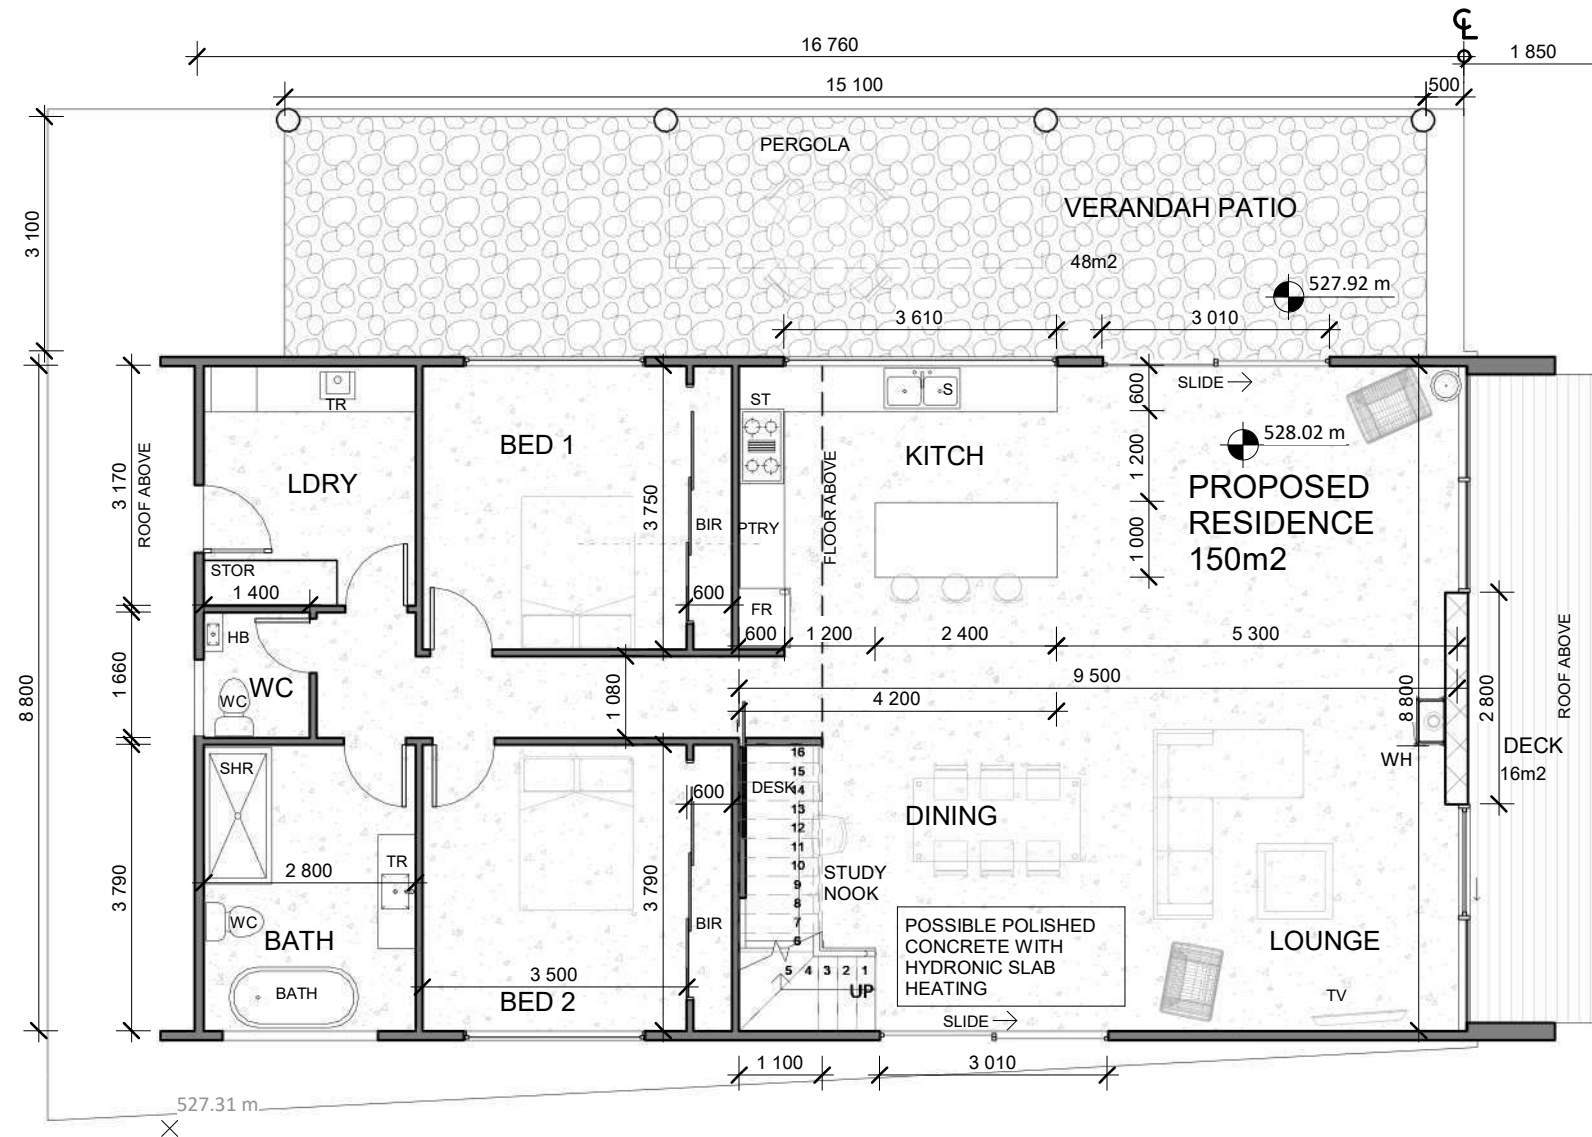 ℄
16 760
1 850
15 100
500
PERGOLA
VERANDAH PATIO
48m2
527.92 m
3 100
3 610
3 010
SLIDE
TR
ST
S
600
BED 1
KITCH
528.02 m
ROOF ABOVE
3 170
LDRY
3 750
BIR
PTRY
FLOOR ABOVE
1 200
1 000
PROPOSED
RESIDENCE
150m2
STOR
1 400
600
FR
HB
600
1 200
2 400
5 300
ROOF ABOVE
WC
WC
1 660
1 080
9 500
4 200
8 800
8 800
2 800
WH
DECK
16m2
SHR
600
DESK
16
15
14
13
12
11
10
9
8
7
6
5
4
3
2
1
UP
DINING
2 800
TR
3 790
3 790
STUDY
NOOK
WC
BATH
BIR
POSSIBLE POLISHED
CONCRETE WITH
HYDRONIC SLAB
HEATING
LOUNGE
3 500
BATH
BED 2
TV
SLIDE
1 100
3 010
527.31 m